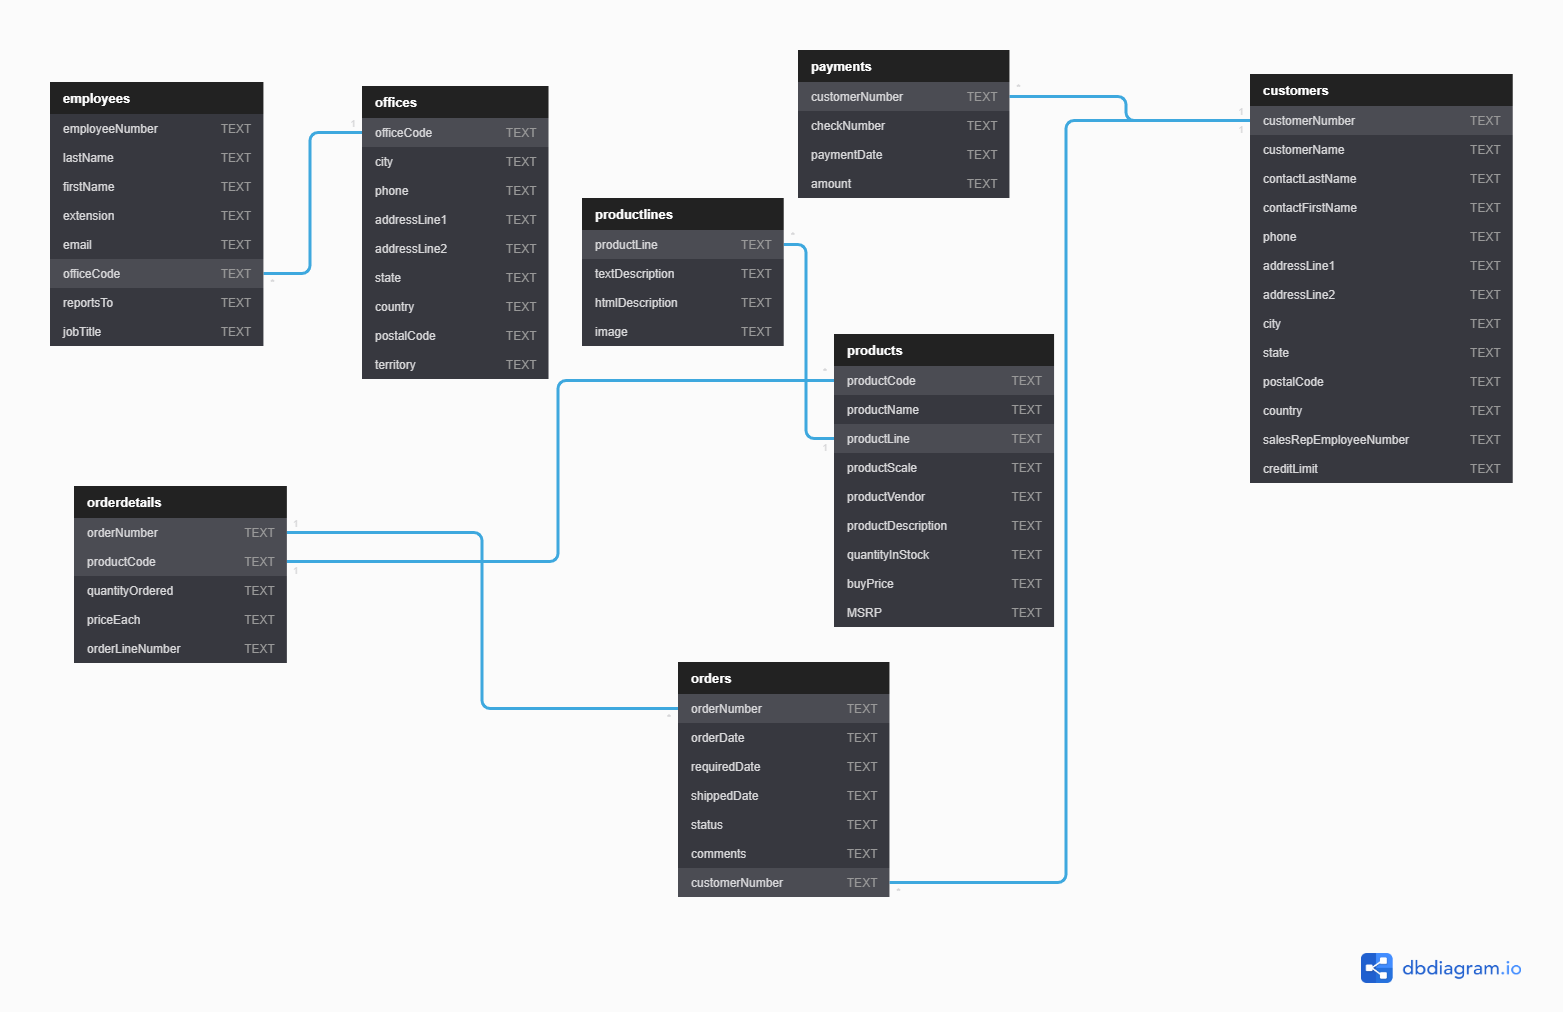 employees
employeeNumber TEXT
lastName TEXT
firstName TEXT
extension TEXT
email TEXT
officeCode TEXT
reportsTo TEXT
jobTitle TEXT
*
offices
1
officeCode TEXT
city TEXT
phone TEXT
addressLine1 TEXT
addressLine2 TEXT
state TEXT
country TEXT
postalCode TEXT
territory TEXT
productlines
*
productLine TEXT
textDescription TEXT
htmlDescription TEXT
image TEXT
payments
*
customerNumber TEXT
checkNumber TEXT
paymentDate TEXT
amount TEXT
customers
1
customerNumber TEXT
1
customerName TEXT
contactLastName TEXT
contactFirstName TEXT
phone TEXT
addressLine1 TEXT
addressLine2 TEXT
city TEXT
state TEXT
postalCode TEXT
country TEXT
salesRepEmployeeNumber TEXT
creditLimit TEXT
products
*
productCode TEXT
productName TEXT
productLine TEXT
1
productScale TEXT
productVendor TEXT
productDescription TEXT
quantityInStock TEXT
buyPrice TEXT
MSRP TEXT
orderdetails
1
orderNumber TEXT
productCode TEXT
1
quantityOrdered TEXT
priceEach TEXT
orderLineNumber TEXT
orders
orderNumber TEXT
*
orderDate TEXT
requiredDate TEXT
shippedDate TEXT
status TEXT
comments TEXT
customerNumber TEXT
*
dbdiagram.io